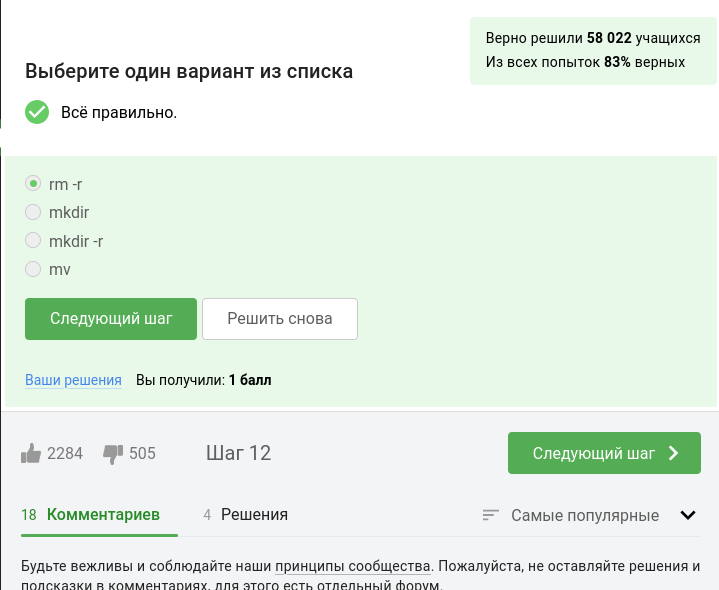 Верно решили 58 022 учащихся
Из всех попыток 83% верных
Выберите один вариант из списка
Всё правильно.
rm -r
mkdir
mkdir -r
mv
Следующий шаг
Решить снова
Ваши решения Вы получили: 1 балл
2284 505 Шаг 12 Следующий шаг
18 Комментариев 4 Решения Самые популярные
Будьте вежливы и соблюдайте наши принципы сообщества. Пожалуйста, не оставляйте решения и
подсказки в комментариях, для этого есть отдельный форум.